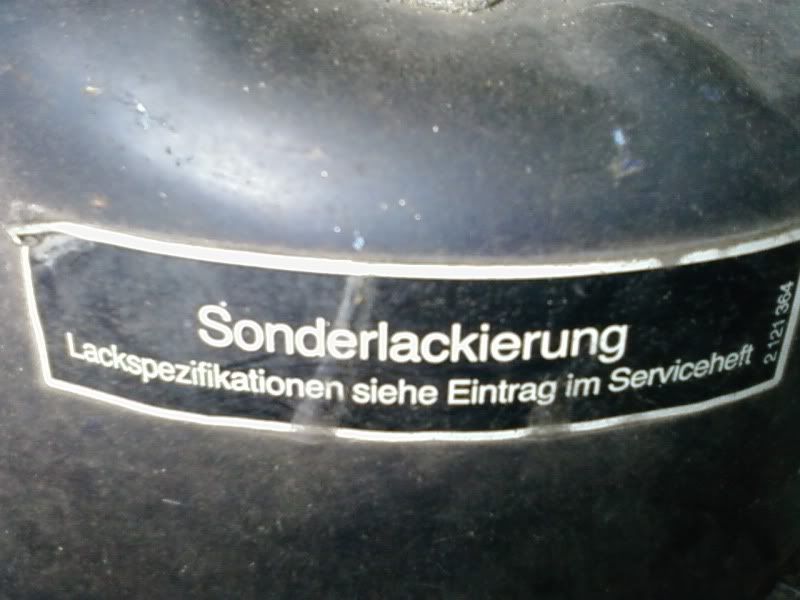 Sonderlackierung
Lackspezifikationen siehe Eintrag im Serviceheft
2 121 364